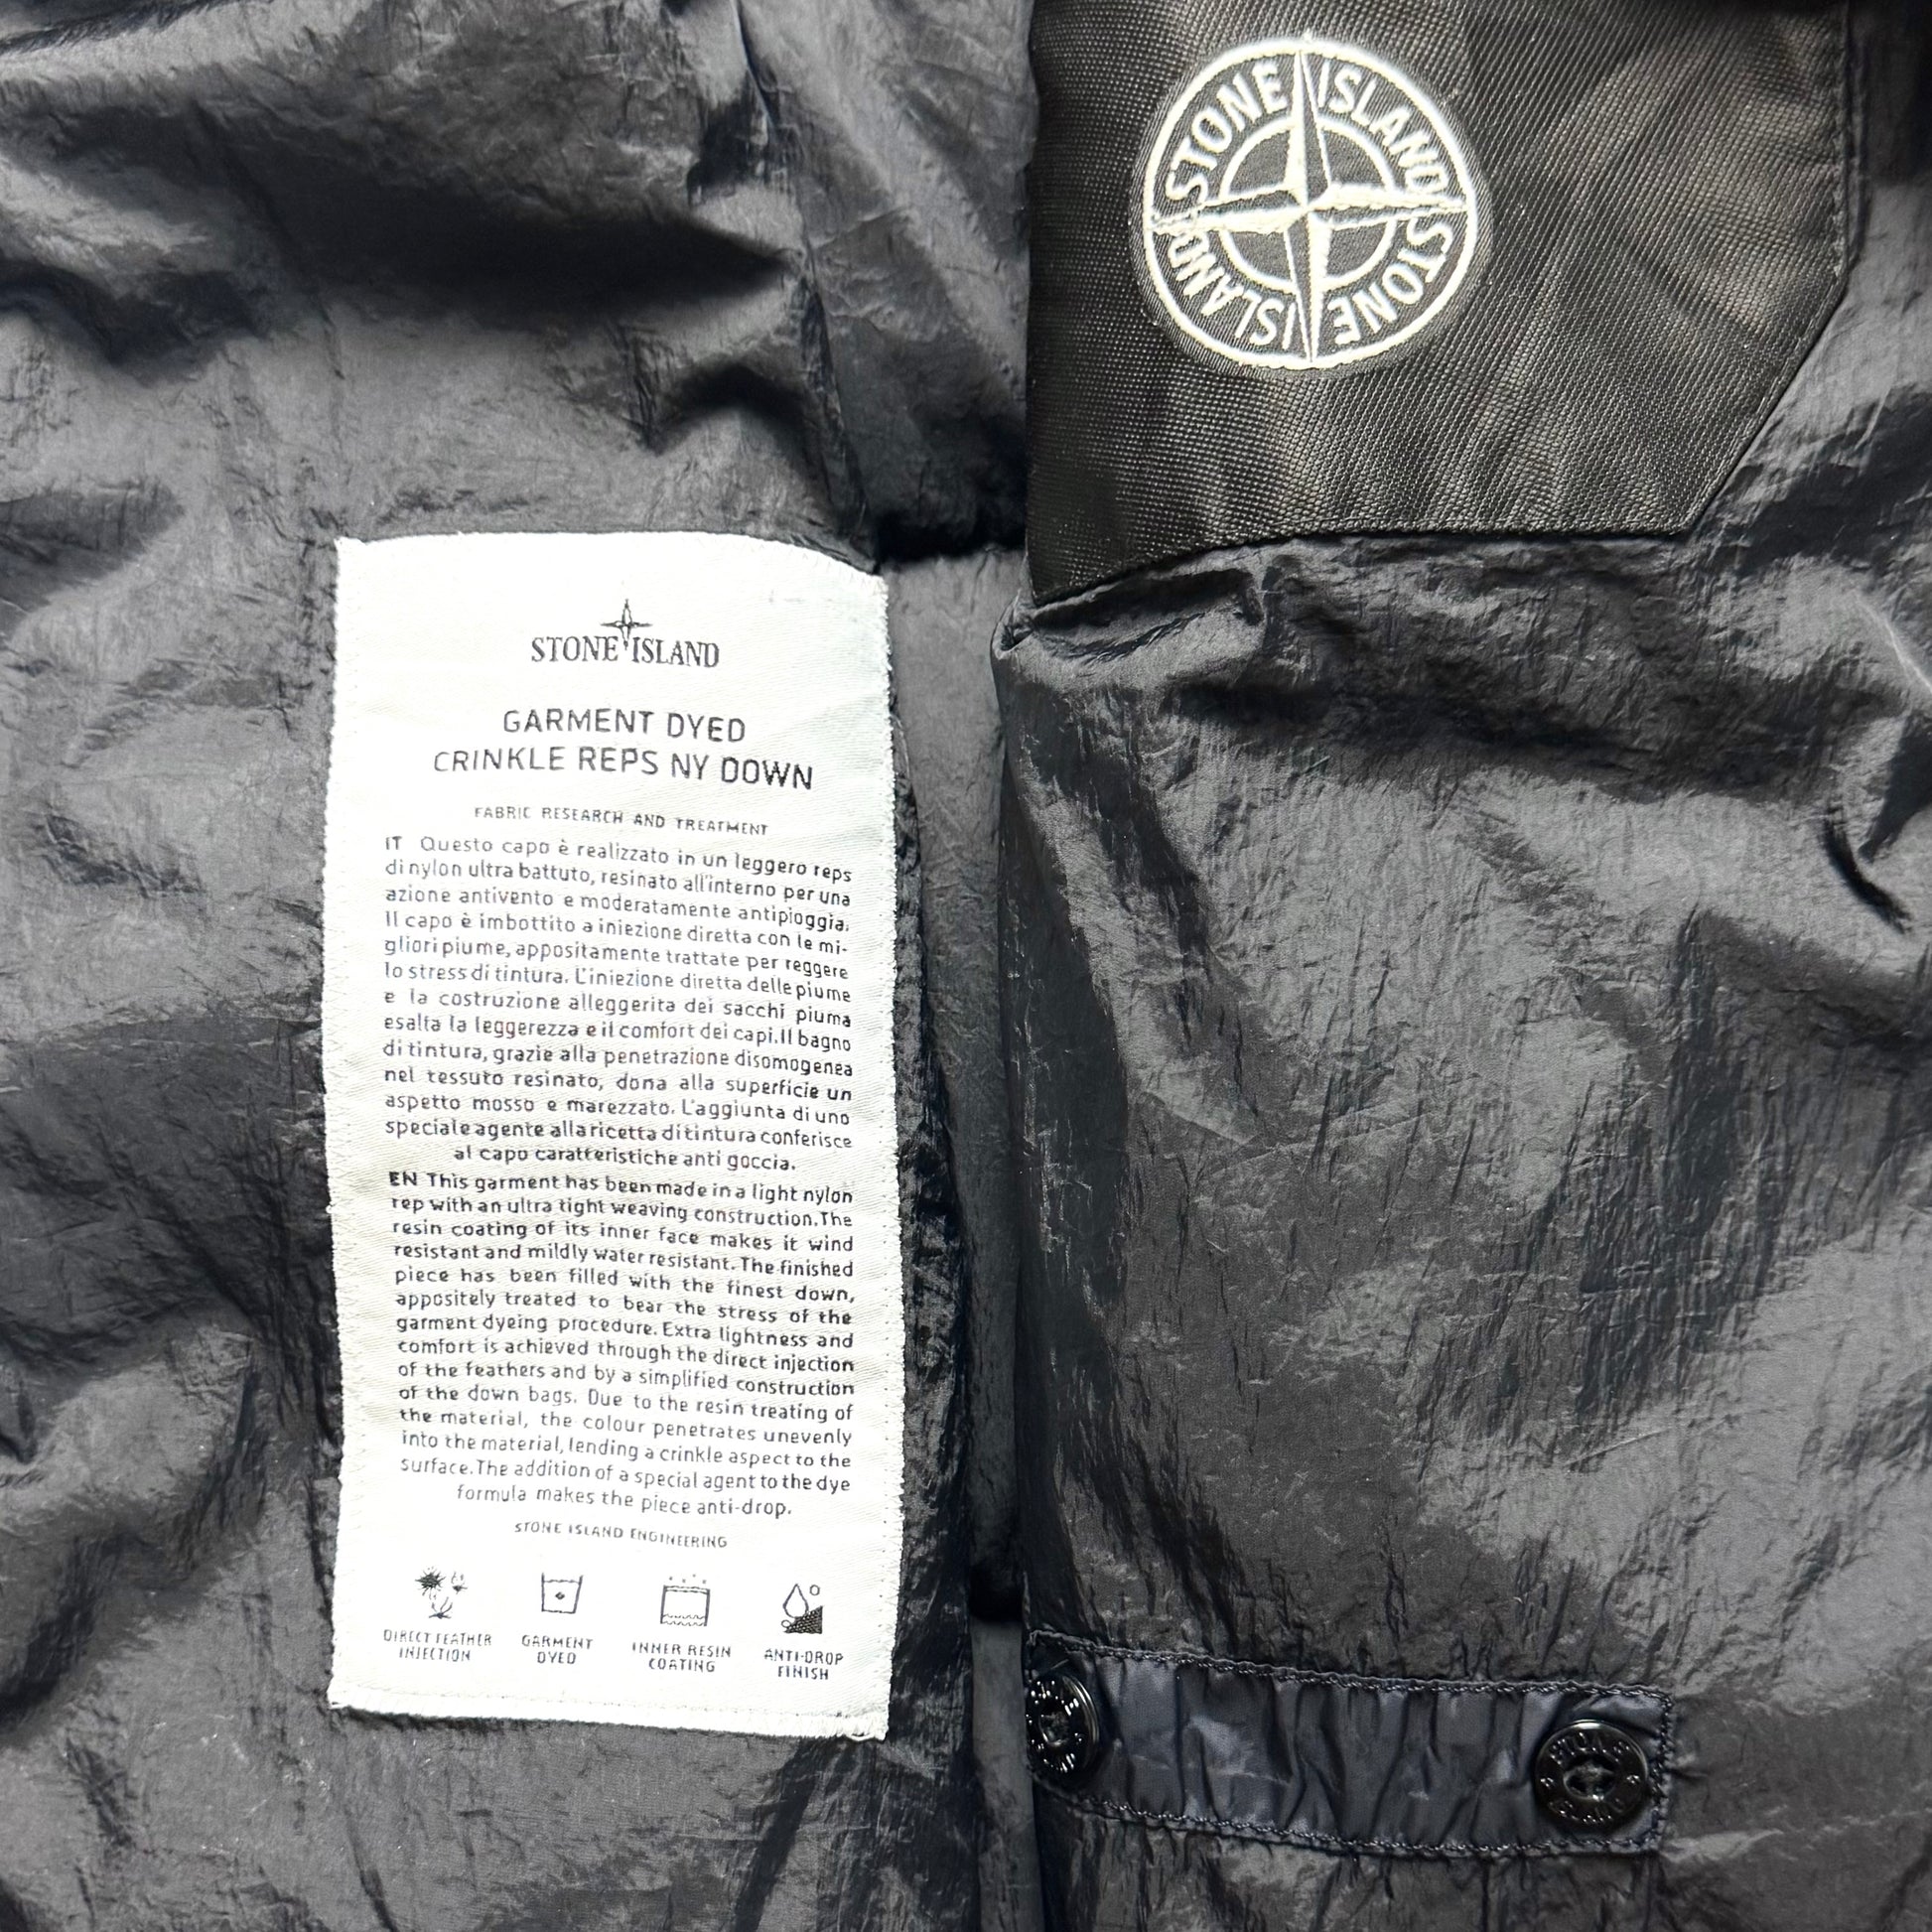 STONE ISLAND STONE ISLAND
STONE ISLAND
GARMENT DYED
CRINKLE REPS NY DOWN
FABRIC RESEARCH AND TREATMENT
IT Questo capo è realizzato in un leggero reps
di nylon ultra battuto, resinato all'interno per una
azione antivento e moderatamente antipioggia.
Il capo è imbottito a iniezione diretta con le mi-
gliori piume, appositamente trattate per reggere
lo stress di tintura. L'iniezione diretta delle piume
e la costruzione alleggerita dei sacchi piuma
esalta la leggerezza e il comfort dei capi. Il bagno
di tintura, grazie alla penetrazione disomogenea
nel tessuto resinato, dona alla superficie un
aspetto mosso e marezzato. L'aggiunta di uno
speciale agente alla ricetta di tintura conferisce
al capo caratteristiche anti goccia.
EN This garment has been made in a light nylon
rep with an ultra tight weaving construction. The
resin coating of its inner face makes it wind
resistant and mildly water resistant. The finished
piece has been filled with the finest down,
appositely treated to bear the stress of the
garment dyeing procedure. Extra lightness and
comfort is achieved through the direct injection
of the feathers and by a simplified construction
of the down bags. Due to the resin treating of
the material, the colour penetrates unevenly
into the material, lending a crinkle aspect to the
surface. The addition of a special agent to the dye
formula makes the piece anti-drop.
STONE ISLAND ENGINEERING
DIRECT FEATHER
INJECTION
GARMENT
DYED
INNER RESIN
COATING
ANTI-DROP
FINISH
STONE
ISLAND